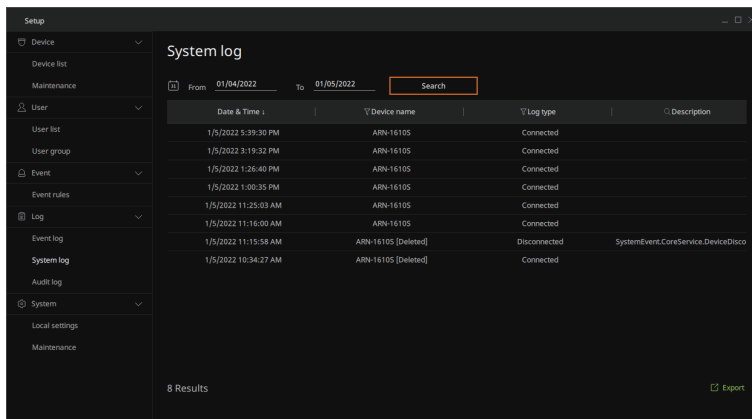 Setup
Device
Device list
Maintenance
User
User list
User group
Event
Event rules
Log
Event log
System log
Audit log
System
Local settings
Maintenance
System log
31 From 01/04/2022 To 01/05/2022 Search
Date & Time ↓ Device name Log type Description
1/5/2022 5:39:30 PM ARN-1610S Connected
1/5/2022 3:19:32 PM ARN-1610S Connected
1/5/2022 1:26:40 PM ARN-1610S Connected
1/5/2022 1:00:35 PM ARN-1610S Connected
1/5/2022 11:25:03 AM ARN-1610S Connected
1/5/2022 11:16:00 AM ARN-1610S Connected
1/5/2022 11:15:58 AM ARN-1610S [Deleted] Disconnected SystemEvent.CoreService.DeviceDisco
1/5/2022 10:34:27 AM ARN-1610S [Deleted] Connected
8 Results
Export